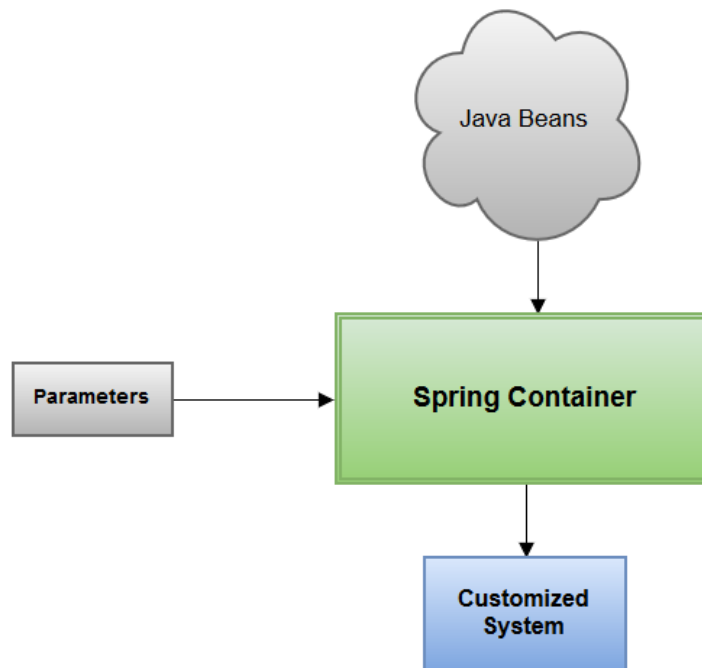 Java Beans
Parameters
Spring Container
Customized
System